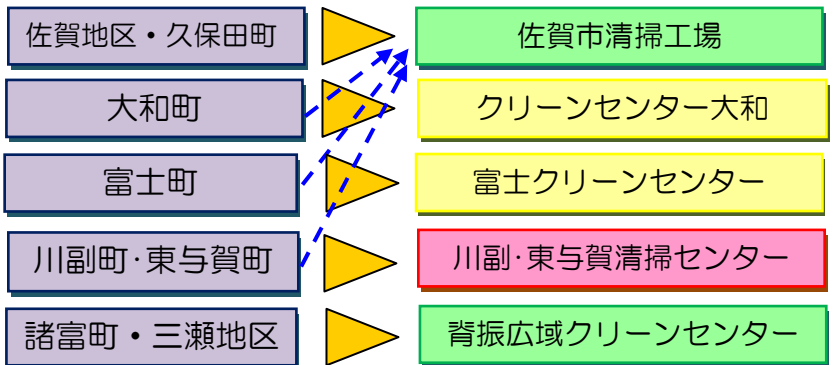 佐賀地区・久保田町
佐賀市清掃工場
大和町
クリーンセンター大和
富士町
富士クリーンセンター
川副町・東与賀町
川副・東与賀清掃センター
諸富町・三瀬地区
脊振広域クリーンセンター